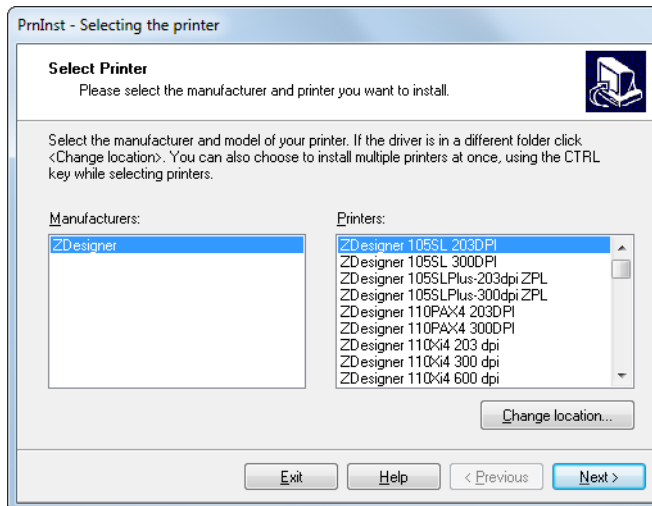 PrnInst - Selecting the printer
Select Printer
Please select the manufacturer and printer you want to install.
Select the manufacturer and model of your printer. If the driver is in a different folder click
<Change location>. You can also choose to install multiple printers at once, using the CTRL
key while selecting printers.
Manufacturers:
ZDesigner
Printers:
ZDesigner 105SL 203DPI
ZDesigner 105SL 300DPI
ZDesigner 105SLPlus-203dpi ZPL
ZDesigner 105SLPlus-300dpi ZPL
ZDesigner 110PAX4 203DPI
ZDesigner 110PAX4 300DPI
ZDesigner 110Xi4 203 dpi
ZDesigner 110Xi4 300 dpi
ZDesigner 110Xi4 600 dpi
Change location...
Exit
Help
< Previous
Next >